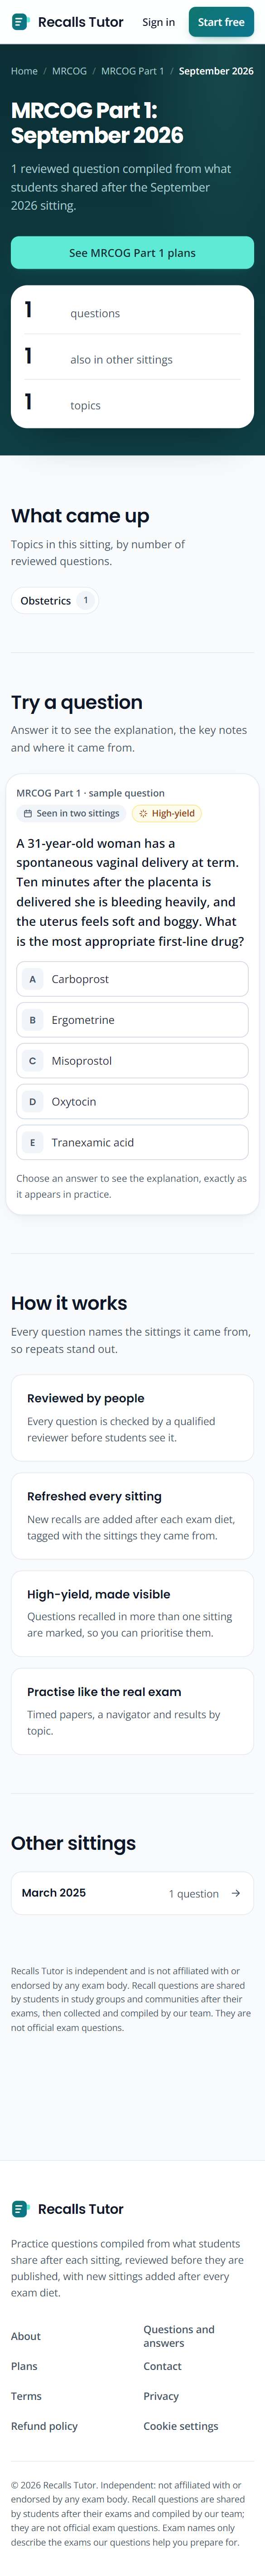 Recalls Tutor
Sign in
Start free
Home / MRCOG / MRCOG Part 1 / September 2026
MRCOG Part 1:
September 2026
1 reviewed question compiled from what
students shared after the September
2026 sitting.
See MRCOG Part 1 plans
1 questions
1 also in other sittings
1 topics
What came up
Topics in this sitting, by number of
reviewed questions.
Obstetrics 1
Try a question
Answer it to see the explanation, the key notes
and where it came from.
MRCOG Part 1 · sample question
Seen in two sittings
High-yield
A 31-year-old woman has a
spontaneous vaginal delivery at term.
Ten minutes after the placenta is
delivered she is bleeding heavily, and
the uterus feels soft and boggy. What
is the most appropriate first-line drug?
A Carboprost
B Ergometrine
C Misoprostol
D Oxytocin
E Tranexamic acid
Choose an answer to see the explanation, exactly as
it appears in practice.
How it works
Every question names the sittings it came from,
so repeats stand out.
Reviewed by people
Every question is checked by a qualified
reviewer before students see it.
Refreshed every sitting
New recalls are added after each exam diet,
tagged with the sittings they came from.
High-yield, made visible
Questions recalled in more than one sitting
are marked, so you can prioritise them.
Practise like the real exam
Timed papers, a navigator and results by
topic.
Other sittings
March 2025
1 question →
Recalls Tutor is independent and is not affiliated with or
endorsed by any exam body. Recall questions are shared
by students in study groups and communities after their
exams, then collected and compiled by our team. They are
not official exam questions.
Recalls Tutor
Practice questions compiled from what students
share after each sitting, reviewed before they are
published, with new sittings added after every
exam diet.
About
Questions and
answers
Plans
Contact
Terms
Privacy
Refund policy
Cookie settings
© 2026 Recalls Tutor. Independent: not affiliated with or
endorsed by any exam body. Recall questions are shared
by students after their exams and compiled by our team;
they are not official exam questions. Exam names only
describe the exams our questions help you prepare for.